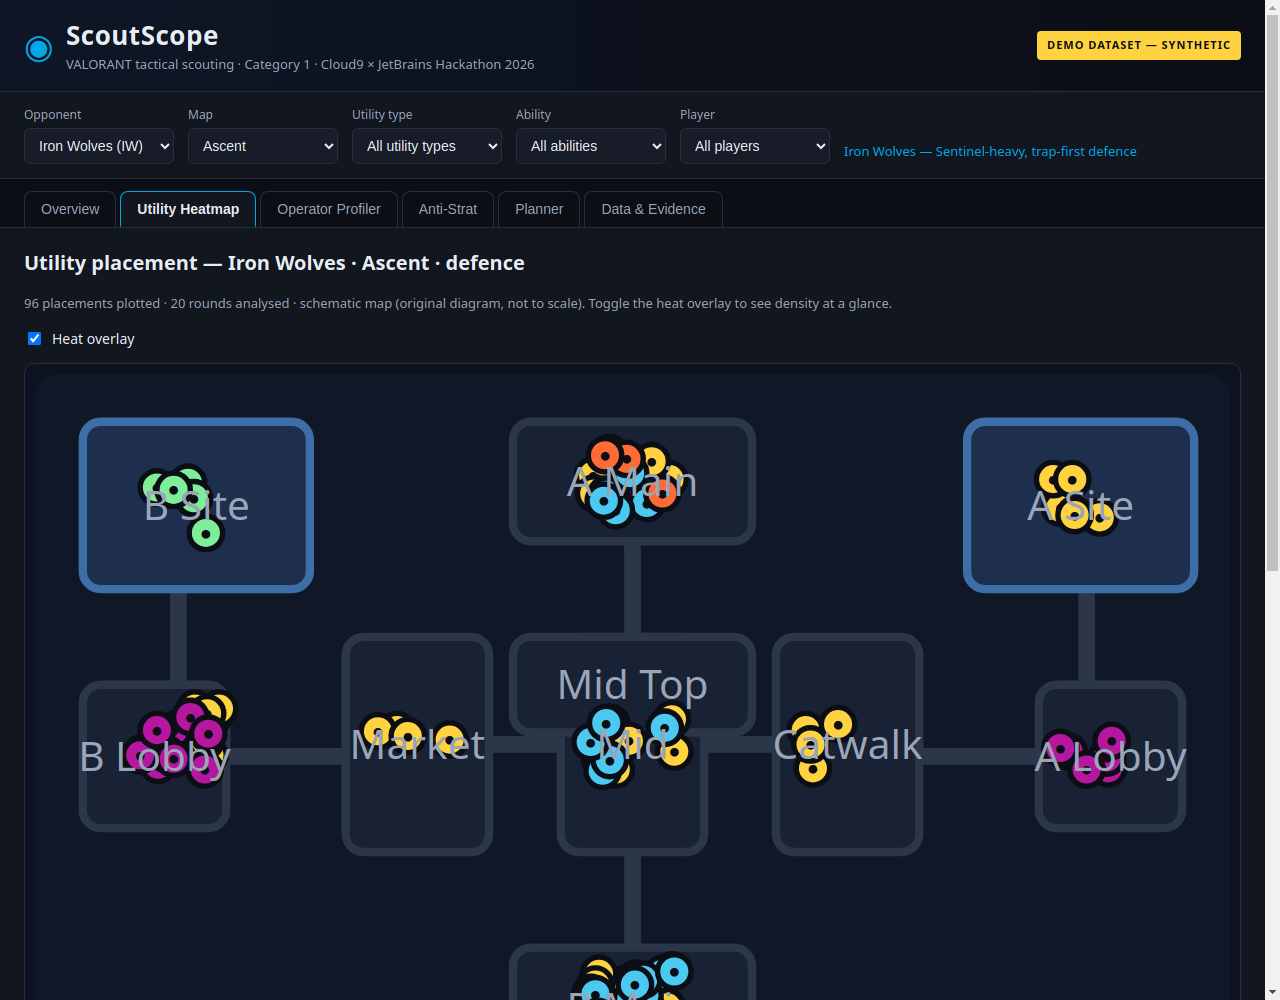 ScoutScope
VALORANT tactical scouting · Category 1 · Cloud9 × JetBrains Hackathon 2026
DEMO DATASET — SYNTHETIC
Opponent
Map
Utility type
Ability
Player
Iron Wolves (IW)
Ascent
All utility types
All abilities
All players
Iron Wolves — Sentinel-heavy, trap-first defence
Overview
Utility Heatmap
Operator Profiler
Anti-Strat
Planner
Data & Evidence
Utility placement — Iron Wolves · Ascent · defence
96 placements plotted · 20 rounds analysed · schematic map (original diagram, not to scale). Toggle the heat overlay to see density at a glance.
Heat overlay
B Site
A Main
A Site
Mid Top
B Lobby
Market
Mid
Catwalk
A Lobby